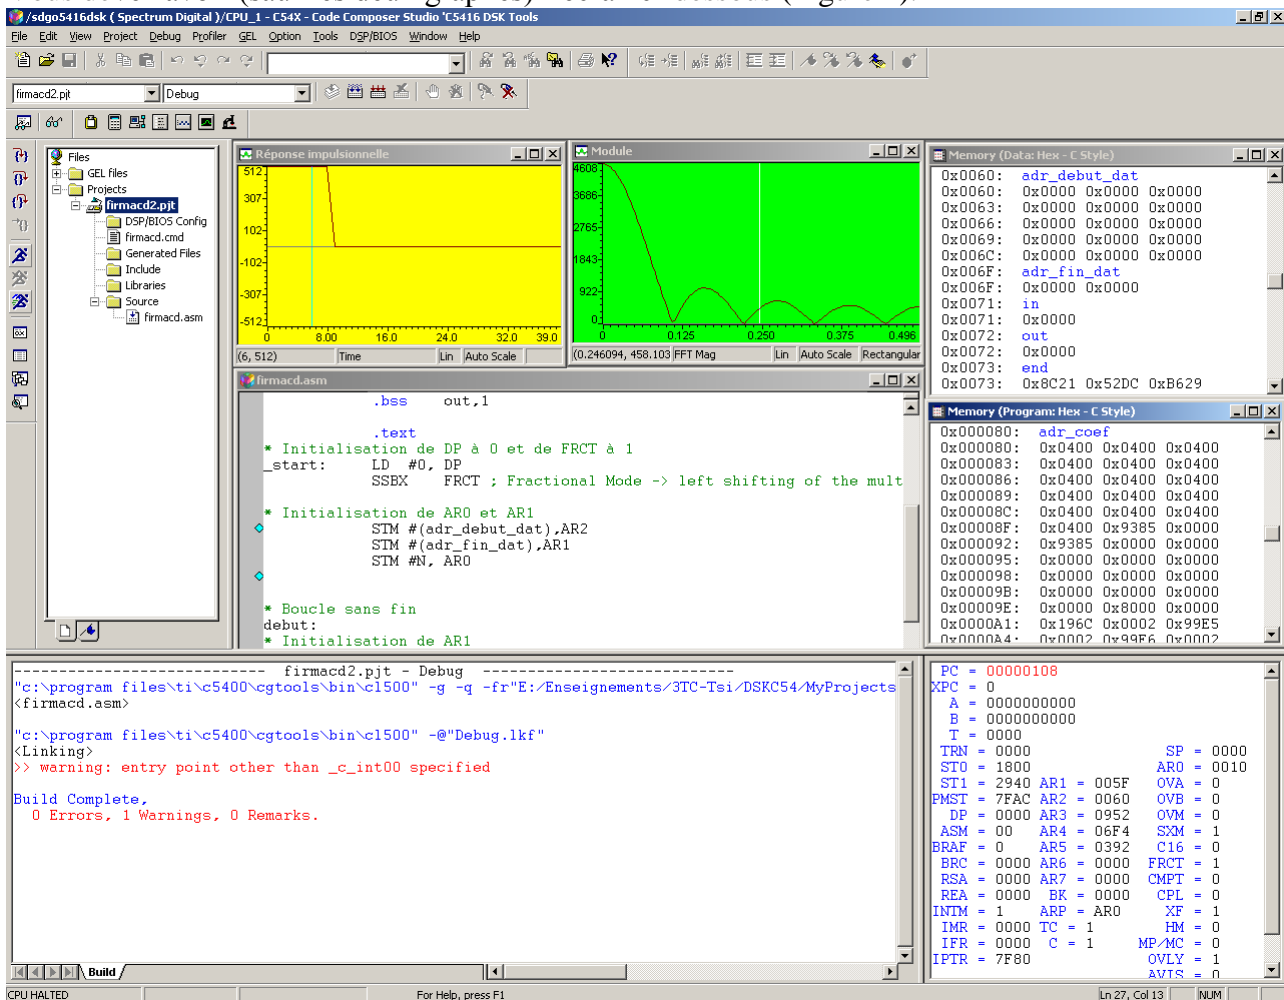 /sdgo5416dsk ( Spectrum Digital )/CPU_1 - C54X - Code Composer Studio 'C5416 DSK Tools
File Edit View Project Debug Profiler GEL Option Tools DSP/BIOS Window Help
firmacd2.pjt Debug
Files
GEL files
Projects
firmacd2.pjt
DSP/BIOS Config
firmacd.cmd
Generated Files
Include
Libraries
Source
firmacd.asm
Réponse impulsionnelle
512
307
102
-102
-307
-512
0 8.00 16.0 24.0 32.0 39.0
(6, 512) Time Lin Auto Scale
Module
4608
3686
2765
1843
922
0
0 0.125 0.250 0.375 0.496
(0.246094, 458.103 FFT Mag Lin Auto Scale Rectangular
firmacd.asm
.bss out,1
.text
* Initialisation de DP à 0 et de FRCT à 1
_start: LD #0, DP
SSBX FRCT ; Fractional Mode -> left shifting of the mult
* Initialisation de AR0 et AR1
STM #(adr_debut_dat),AR2
STM #(adr_fin_dat),AR1
STM #N, AR0
* Boucle sans fin
debut:
* Initialisation de AR1
Memory (Data: Hex - C Style)
0x0060: adr_debut_dat
0x0060: 0x0000 0x0000 0x0000
0x0063: 0x0000 0x0000 0x0000
0x0066: 0x0000 0x0000 0x0000
0x0069: 0x0000 0x0000 0x0000
0x006C: 0x0000 0x0000 0x0000
0x006F: adr_fin_dat
0x006F: 0x0000 0x0000
0x0071: in
0x0071: 0x0000
0x0072: out
0x0072: 0x0000
0x0073: end
0x0073: 0x8C21 0x52DC 0xB629
Memory (Program: Hex - C Style)
0x000080: adr_coef
0x000080: 0x0400 0x0400 0x0400
0x000083: 0x0400 0x0400 0x0400
0x000086: 0x0400 0x0400 0x0400
0x000089: 0x0400 0x0400 0x0400
0x00008C: 0x0400 0x0400 0x0400
0x00008F: 0x0400 0x9385 0x0000
0x000092: 0x9385 0x0000 0x0000
0x000095: 0x0000 0x0000 0x0000
0x000098: 0x0000 0x0000 0x0000
0x00009B: 0x0000 0x0000 0x0000
0x00009E: 0x0000 0x8000 0x0000
0x0000A1: 0x196C 0x0002 0x99E5
0x0000A4: 0x0002 0x99F6 0x0002
---------------------------- firmacd2.pjt - Debug ----------------------------
"c:\program files\ti\c5400\cgtools\bin\cl500" -g -q -fr"E:/Enseignements/3TC-Tsi/DSKC54/MyProjects
<firmacd.asm>
"c:\program files\ti\c5400\cgtools\bin\cl500" -@"Debug.lkf"
<Linking>
>> warning: entry point other than _c_int00 specified
Build Complete,
0 Errors, 1 Warnings, 0 Remarks.
Build
PC = 00000108
XPC = 0
A = 0000000000
B = 0000000000
T = 0000
TRN = 0000 SP = 0000
ST0 = 1800 AR0 = 0010
ST1 = 2940 AR1 = 005F OVA = 0
PMST = 7FAC AR2 = 0060 OVB = 0
DP = 0000 AR3 = 0952 OVM = 0
ASM = 00 AR4 = 06F4 SXM = 1
BRAF = 0 AR5 = 0392 C16 = 0
BRC = 0000 AR6 = 0000 FRCT = 1
RSA = 0000 AR7 = 0000 CMPT = 0
REA = 0000 BK = 0000 CPL = 0
INTM = 1 ARP = AR0 XF = 1
IMR = 0000 TC = 1 HM = 0
IFR = 0000 C = 1 MP/MC = 0
IPTR = 7F80 OVLY = 1
AVIS = 0
CPU HALTED For Help, press F1 Ln 27, Col 13 NUM